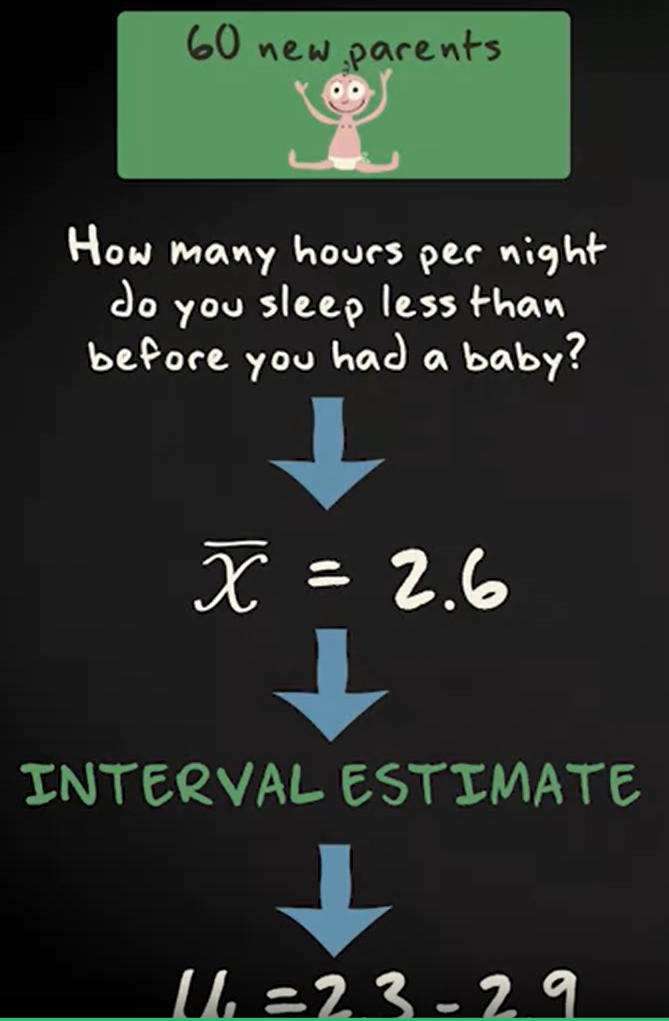 60 new parents
How many hours per night
do you sleep less than
before you had a baby?
x̄ = 2.6
INTERVAL ESTIMATE
μ = 2.3 - 2.9